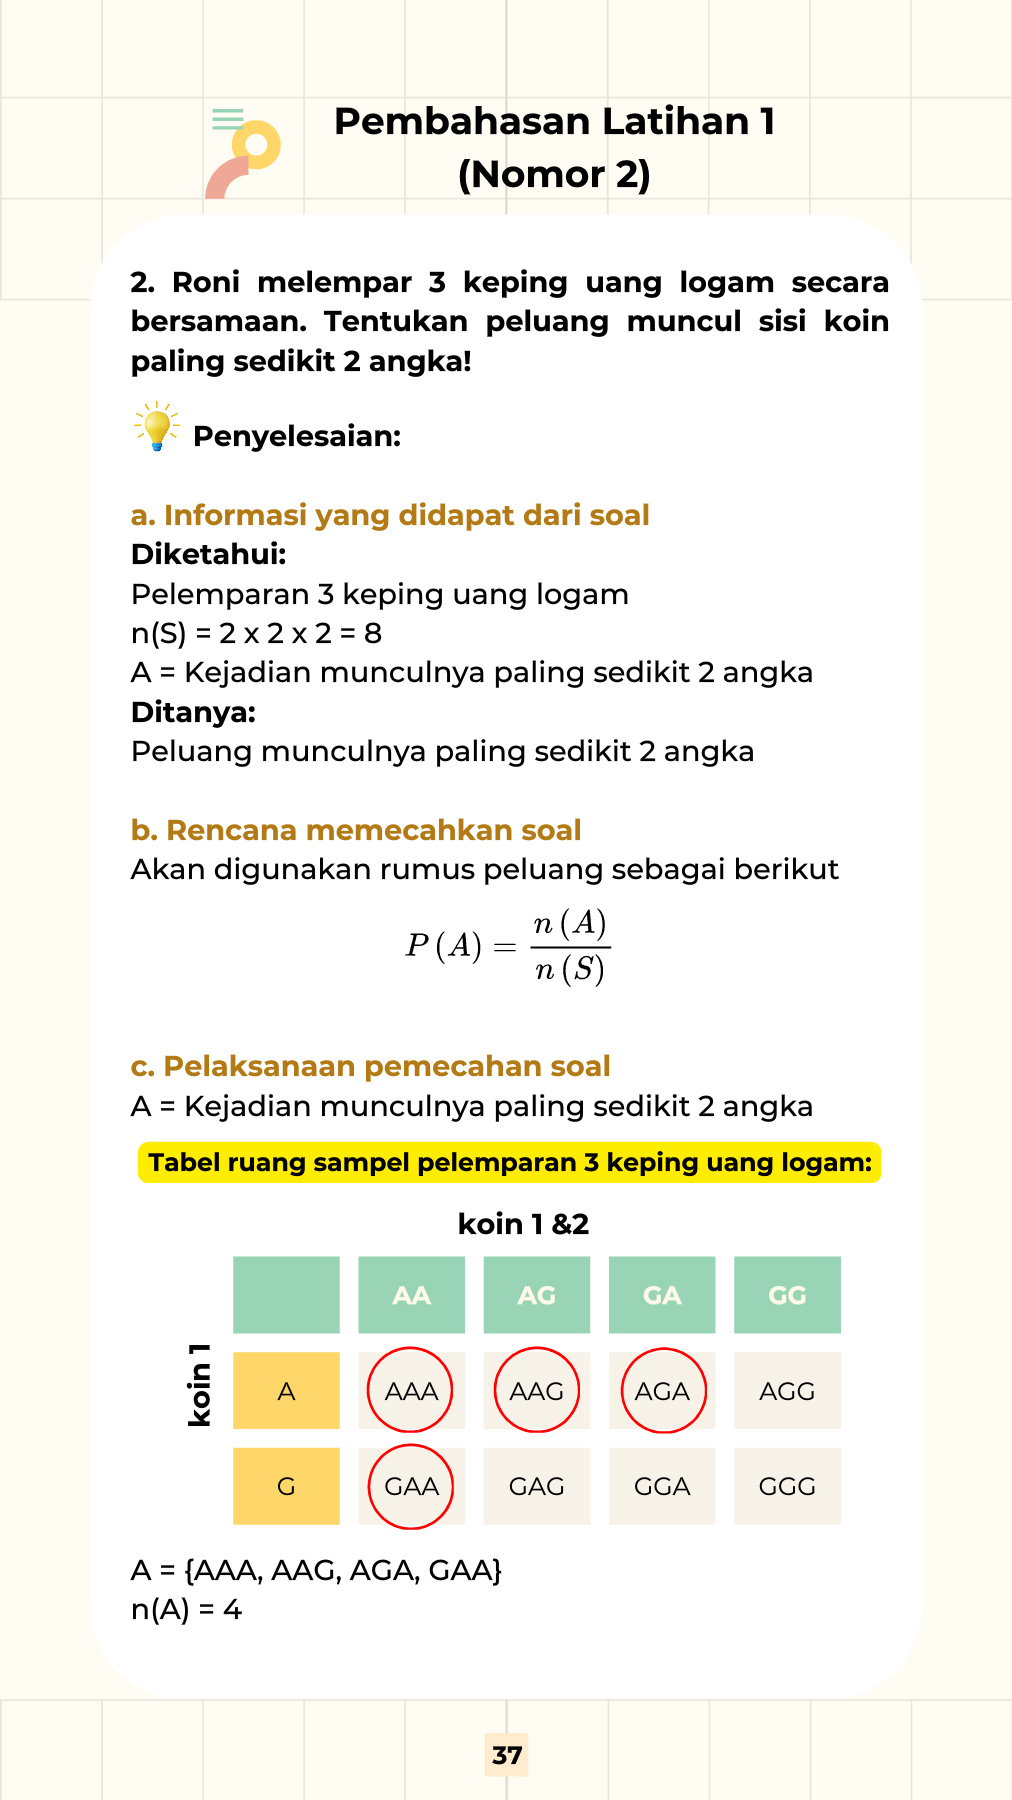 Pembahasan Latihan 1
(Nomor 2)
2. Roni melempar 3 keping uang logam secara
bersamaan. Tentukan peluang muncul sisi koin
paling sedikit 2 angka!
Penyelesaian:
a. Informasi yang didapat dari soal
Diketahui:
Pelemparan 3 keping uang logam
n(S) = 2 x 2 x 2 = 8
A = Kejadian munculnya paling sedikit 2 angka
Ditanya:
Peluang munculnya paling sedikit 2 angka
b. Rencana memecahkan soal
Akan digunakan rumus peluang sebagai berikut
P (A) = n (A) / n (S)
c. Pelaksanaan pemecahan soal
A = Kejadian munculnya paling sedikit 2 angka
Tabel ruang sampel pelemparan 3 keping uang logam:
koin 1 &2
AA AG GA GG
koin 1
A AAA AAG AGA AGG
G GAA GAG GGA GGG
A = {AAA, AAG, AGA, GAA}
n(A) = 4
37